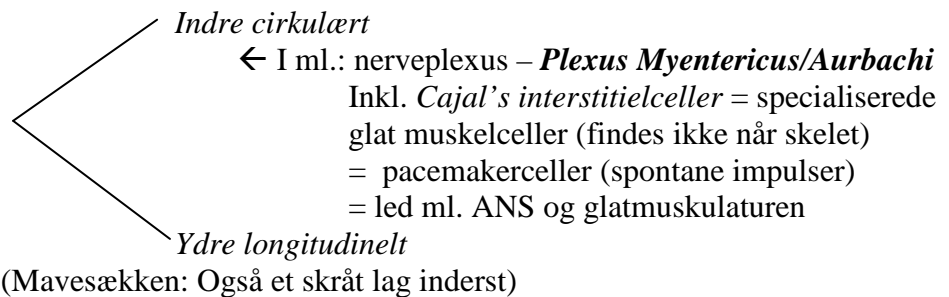 Indre cirkulært
← I ml.: nerveplexus – Plexus Myentericus/Aurbachi
Inkl. Cajal's interstitielceller = specialiserede
glat muskelceller (findes ikke når skelet)
= pacemakerceller (spontane impulser)
= led ml. ANS og glatmuskulaturen
Ydre longitudinelt
(Mavesækken: Også et skråt lag inderst)